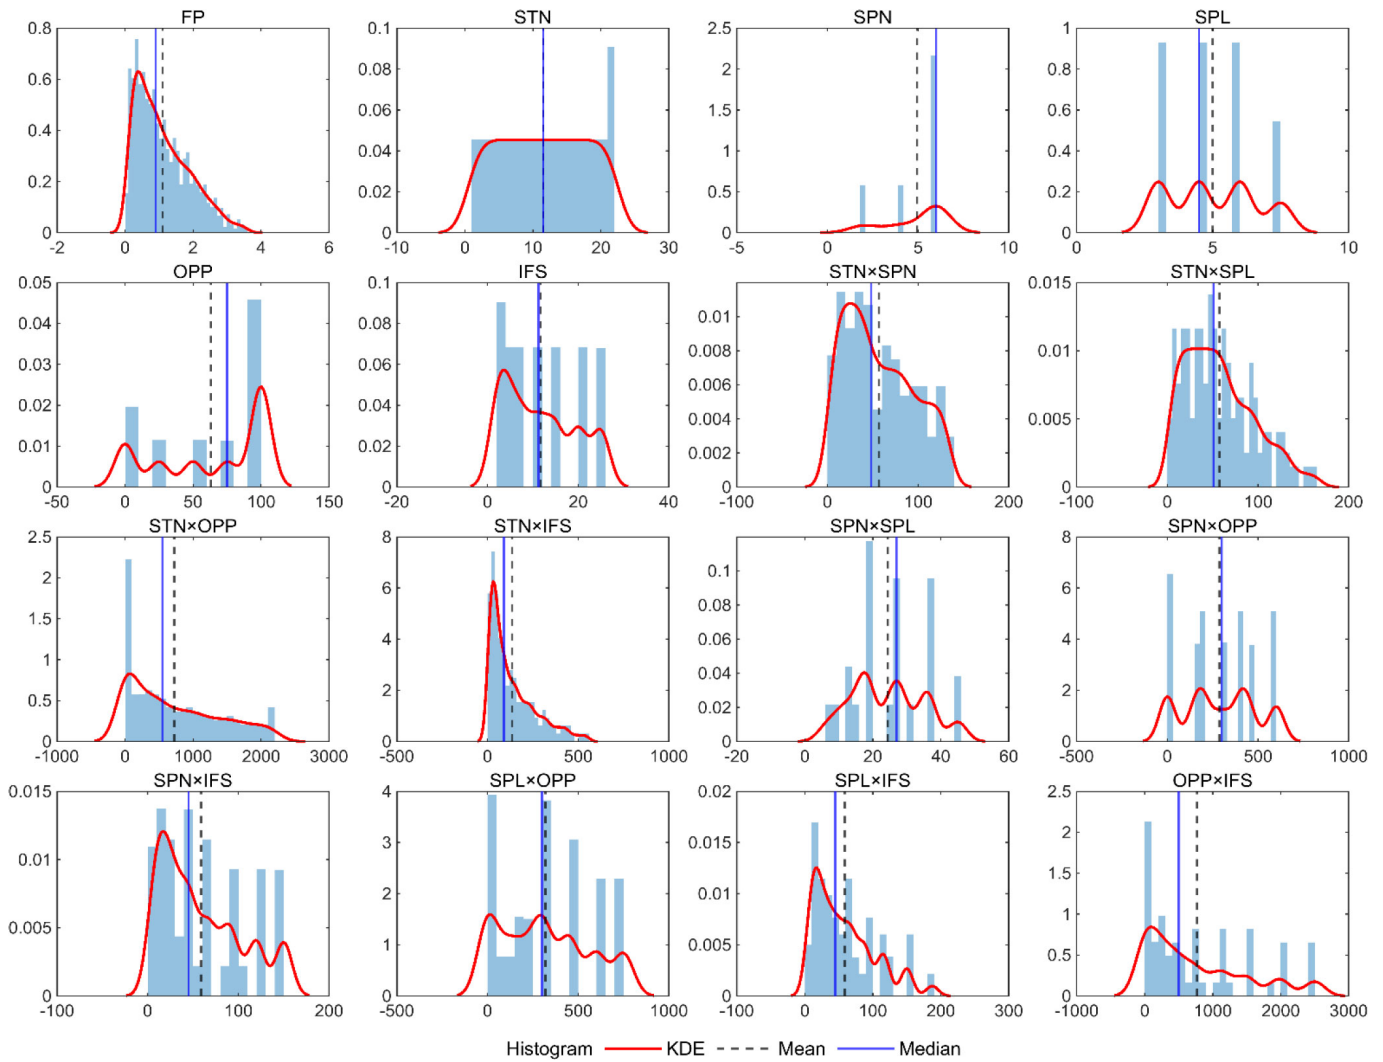 FP STN SPN SPL
0.8 0.1 2.5 1
0.6 0.08 2 0.8
0.4 0.06 1.5 0.6
0.04 1 0.4
0.2 0.02 0.5 0.2
0 0 0 0
-2 0 2 4 6 -10 0 10 20 30 -5 0 5 10 0 5 10
OPP IFS STN×SPN STN×SPL
0.05 0.1 0.015
0.04 0.08 0.01
0.03 0.06 0.008 0.01
0.02 0.04 0.006
0.01 0.02 0.004 0.005
0.002
0 0 0 0
-50 0 50 100 150 -20 0 20 40 -100 0 100 200 -100 0 100 200
STN×OPP STN×IFS SPN×SPL SPN×OPP
2.5 8 8
2 6 0.1 6
1.5 0.08
1 4 0.06 4
0.04
0.5 2 0.02 2
0 0 0 0
-1000 0 1000 2000 3000 -500 0 500 1000 -20 0 20 40 60 -500 0 500 1000
SPN×IFS SPL×OPP SPL×IFS OPP×IFS
0.015 4 0.02 2.5
3 0.015 2
0.01 1.5
2 0.01
0.005 1
1 0.005 0.5
0 0 0 0
-100 0 100 200 -500 0 500 1000 -100 0 100 200 300 -1000 0 1000 2000 3000
Histogram KDE Mean Median